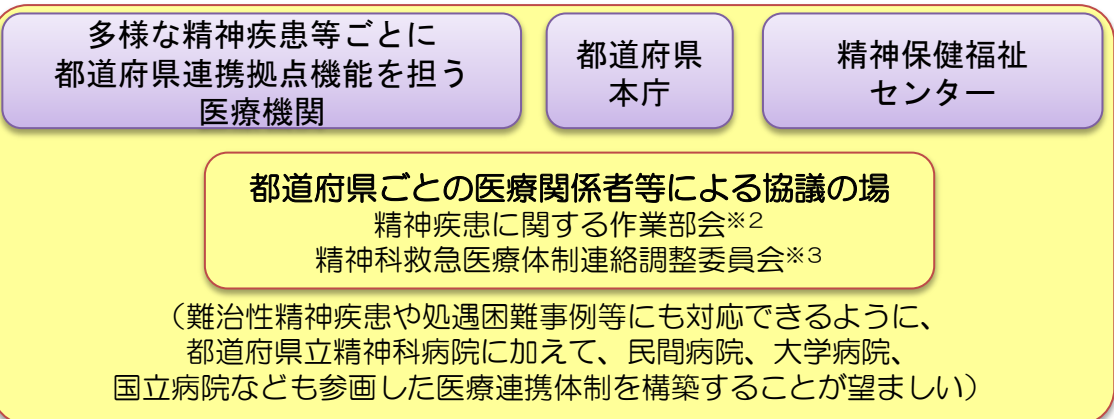 多様な精神疾患等ごとに
都道府県連携拠点機能を担う
医療機関
都道府県
本庁
精神保健福祉
センター
都道府県ごとの医療関係者等による協議の場
精神疾患に関する作業部会※2
精神科救急医療体制連絡調整委員会※3
（難治性精神疾患や処遇困難事例等にも対応できるように、
都道府県立精神科病院に加えて、民間病院、大学病院、
国立病院なども参画した医療連携体制を構築することが望ましい）